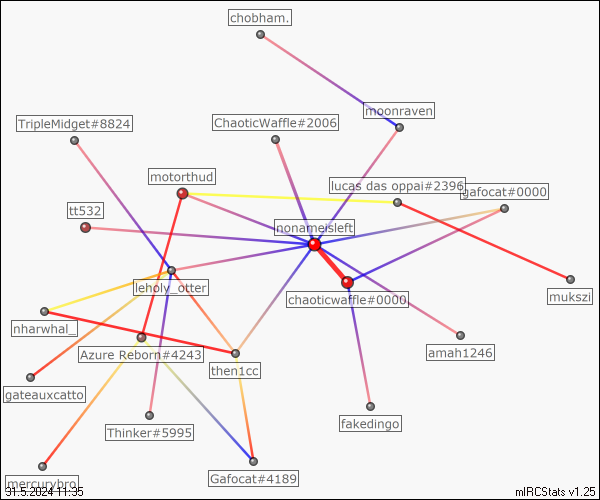 chobham.
moonraven
TripleMidget#8824
ChaoticWaffle#2006
motorthud
lucas das oppai#2396
gafocat#0000
tt532
nonameisleft
leholy_otter
chaoticwaffle#0000
mukszi
nharwhal_
Azure Reborn#4243
amah1246
then1cc
gateauxcatto
Thinker#5995
fakedingo
Gafocat#4189
mercurybro
31.5.2024 11:35
mIRCStats v1.25